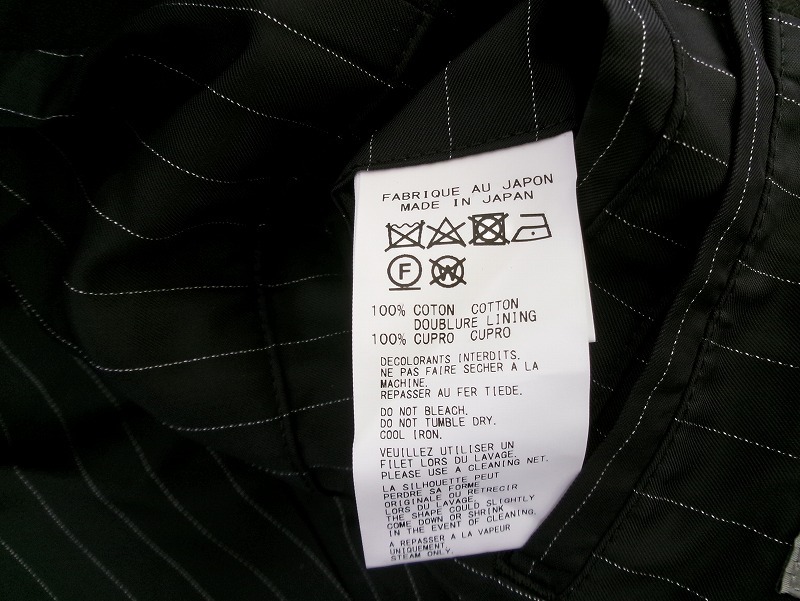 FABRIQUE AU JAPON
MADE IN JAPAN
F W
100% COTON COTTON
DOUBLURE LINING
100% CUPRO CUPRO
DECOLORANTS INTERDITS.
NE PAS FAIRE SECHER A LA
MACHINE.
REPASSER AU FER TIEDE.
DO NOT BLEACH.
DO NOT TUMBLE DRY.
COOL IRON.
VEUILLEZ UTILISER UN
FILET LORS DU LAVAGE.
PLEASE USE A CLEANING NET.
LA SILHOUETTE PEUT
PERDRE SA FORME
ORIGINALE OU RETRECIR
LORS DU LAVAGE.
THE SHAPE COULD SLIGHTLY
COME DOWN OR SHRINK
IN THE EVENT OF CLEANING.
A REPASSER A LA VAPEUR
UNIQUEMENT.
STEAM ONLY.